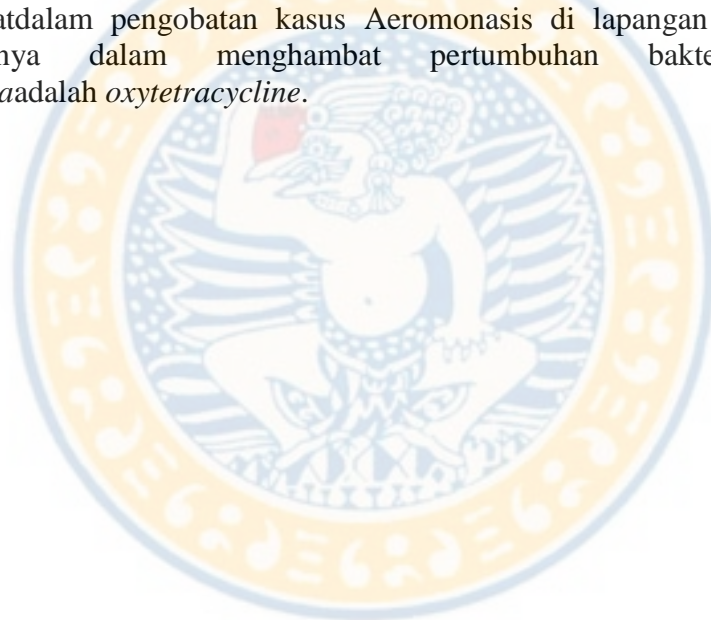 atdalam pengobatan kasus Aeromonasis di lapangan
nya dalam menghambat pertumbuhan bakte
aadalah oxytetracycline.